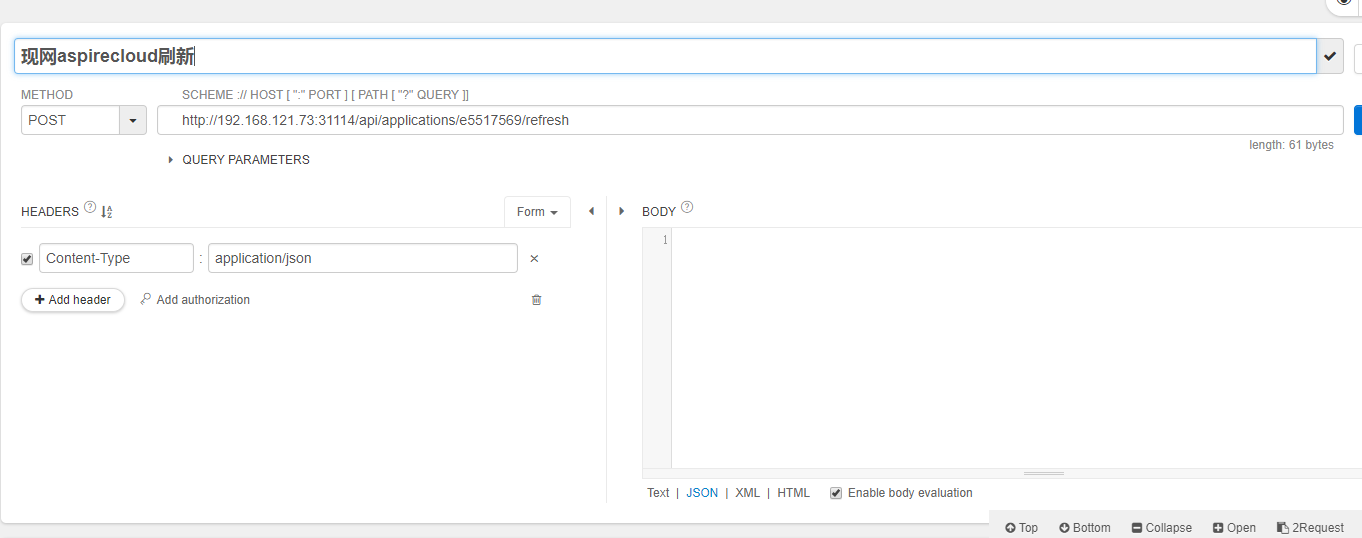 现网aspirecloud刷新
METHOD
SCHEME :// HOST [ ":" PORT ] [ PATH [ "?" QUERY ]]
POST
http://192.168.121.73:31114/api/applications/e5517569/refresh
length: 61 bytes
QUERY PARAMETERS
HEADERS ? Form
BODY ?
Content-Type : application/json
1
+ Add header Add authorization
Text | JSON | XML | HTML Enable body evaluation
Top Bottom Collapse Open 2Request